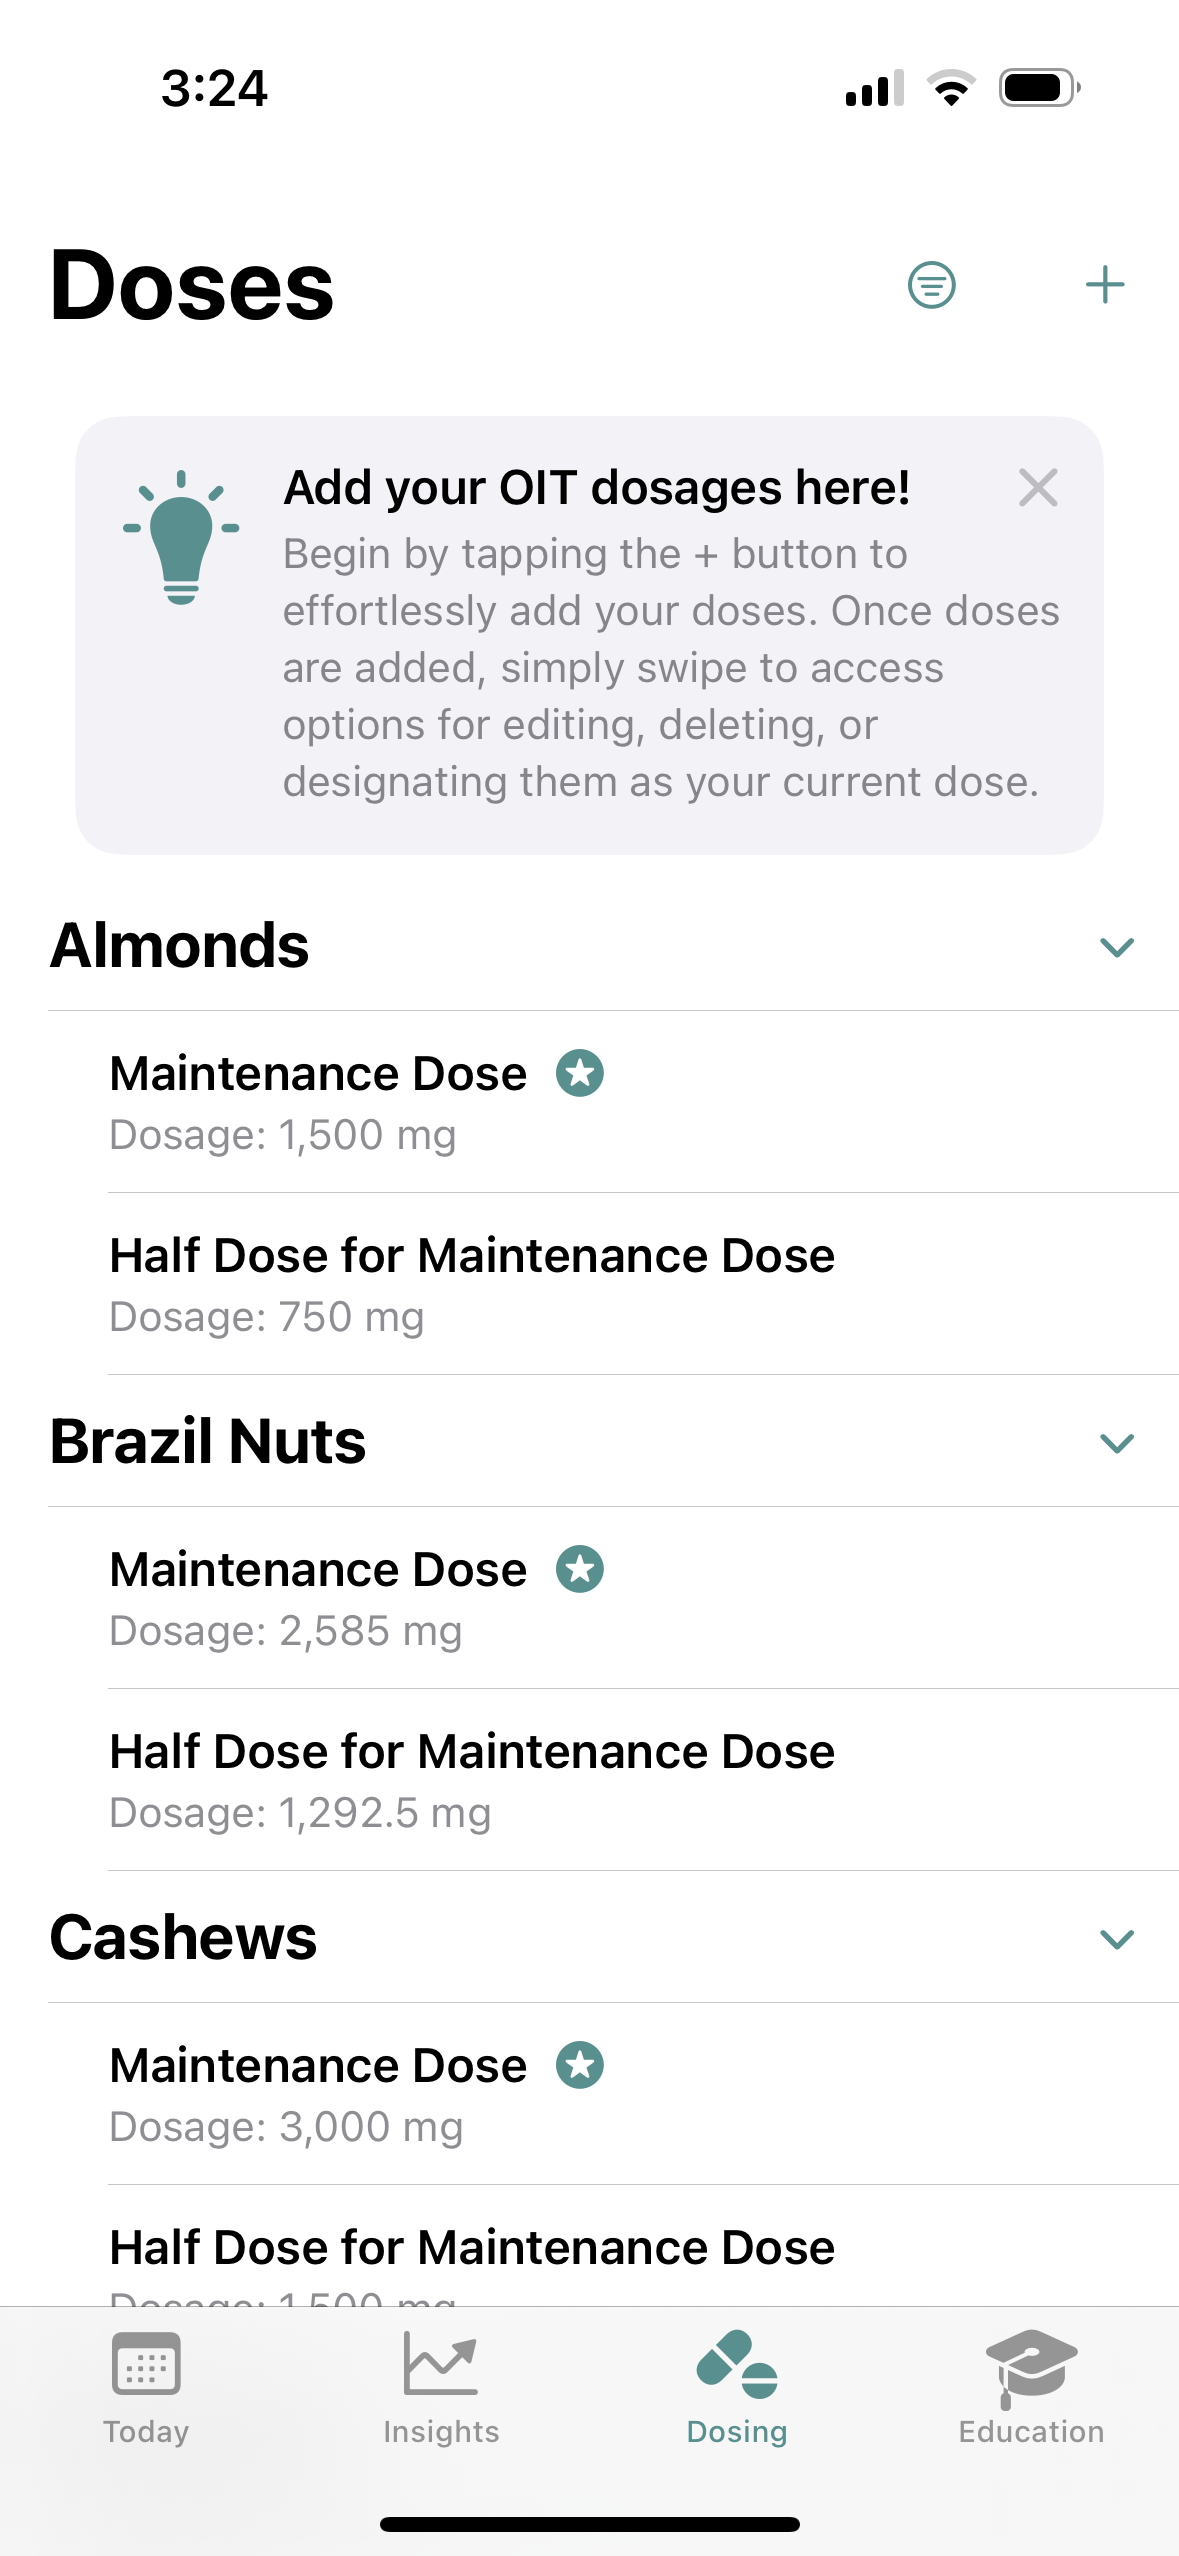 3:24
Doses
Add your OIT dosages here!
Begin by tapping the + button to
effortlessly add your doses. Once doses
are added, simply swipe to access
options for editing, deleting, or
designating them as your current dose.
Almonds
Maintenance Dose
Dosage: 1,500 mg
Half Dose for Maintenance Dose
Dosage: 750 mg
Brazil Nuts
Maintenance Dose
Dosage: 2,585 mg
Half Dose for Maintenance Dose
Dosage: 1,292.5 mg
Cashews
Maintenance Dose
Dosage: 3,000 mg
Half Dose for Maintenance Dose
Dosage: 1,500 mg
Today
Insights
Dosing
Education